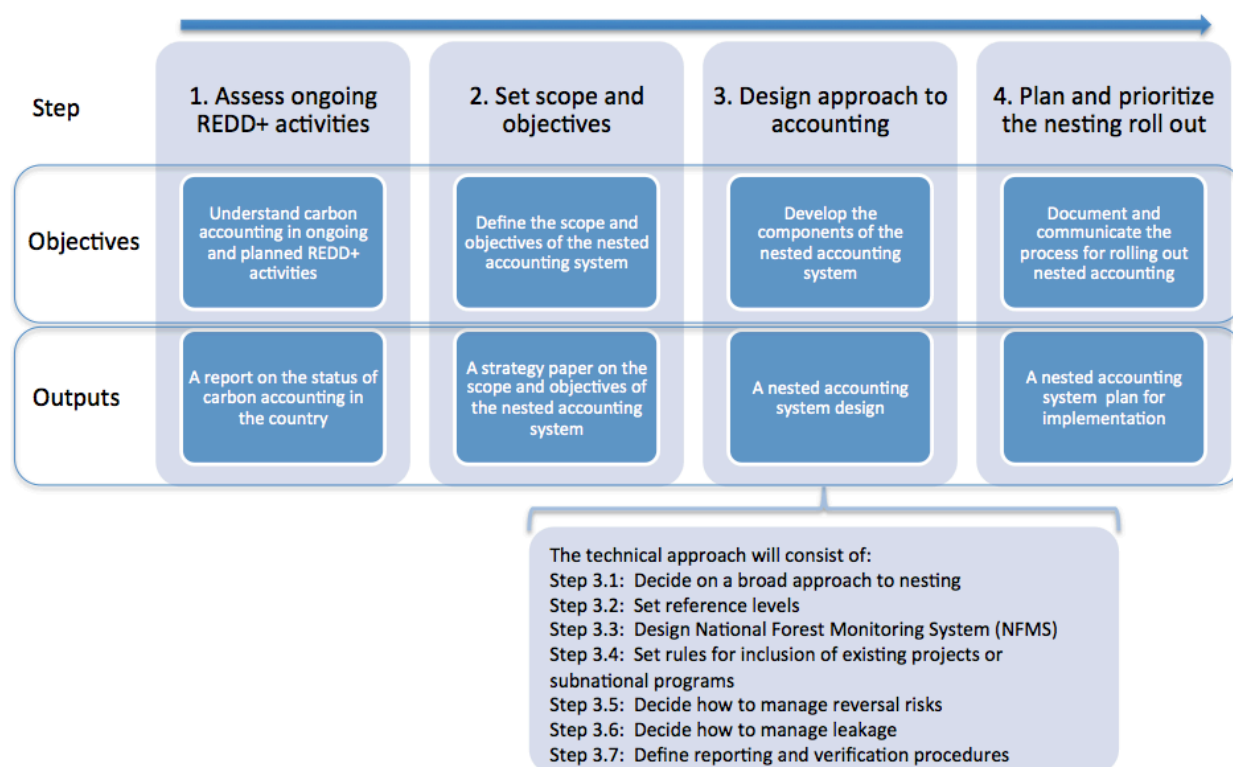 Step
1. Assess ongoing
REDD+ activities
2. Set scope and
objectives
3. Design approach to
accounting
4. Plan and prioritize
the nesting roll out
Objectives
Understand carbon
accounting in ongoing
and planned REDD+
activities
Define the scope and
objectives of the nested
accounting system
Develop the
components of the
nested accounting
system
Document and
communicate the
process for rolling out
nested accounting
Outputs
A report on the status of
carbon accounting in
the country
A strategy paper on the
scope and objectives of
the nested accounting
system
A nested accounting
system design
A nested accounting
system plan for
implementation
The technical approach will consist of:
Step 3.1: Decide on a broad approach to nesting
Step 3.2: Set reference levels
Step 3.3: Design National Forest Monitoring System (NFMS)
Step 3.4: Set rules for inclusion of existing projects or
subnational programs
Step 3.5: Decide how to manage reversal risks
Step 3.6: Decide how to manage leakage
Step 3.7: Define reporting and verification procedures